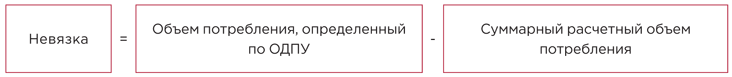 Невязка = Объем потребления, определенный по ОДПУ - Суммарный расчетный объем потребления